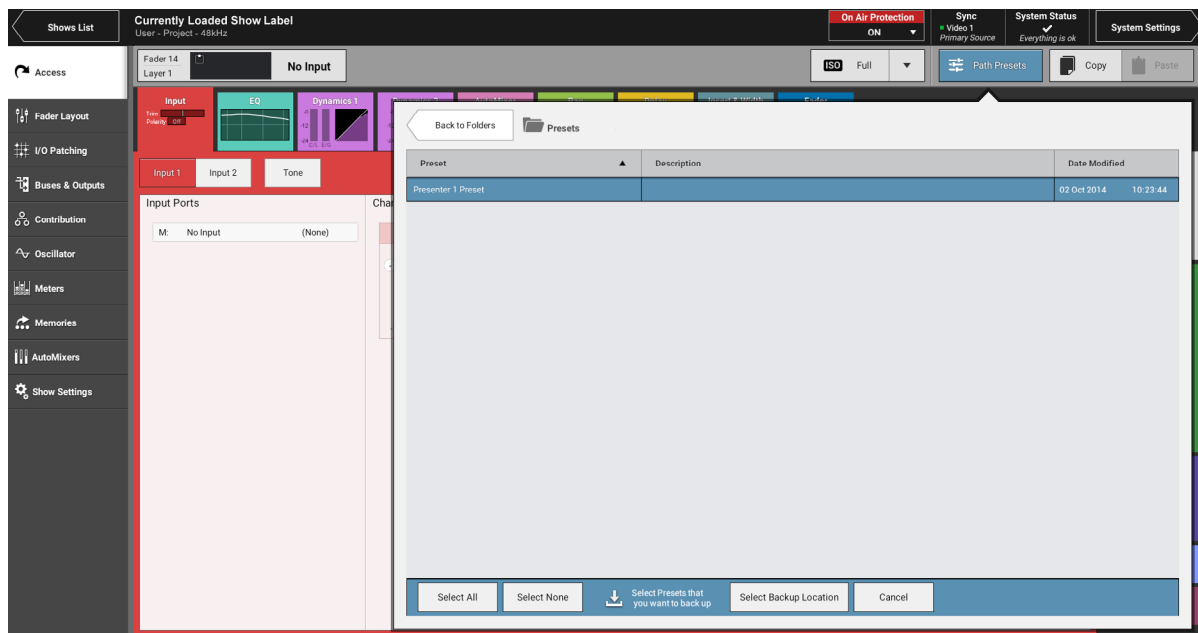 Shows List
Currently Loaded Show Label
User - Project - 48kHz
On Air Protection
ON
Sync
Video 1
Primary Source
System Status
Everything is ok
System Settings
Access
Fader 14
Layer 1
No Input
ISO Full
Path Presets
Copy
Paste
Fader Layout
I/O Patching
Buses & Outputs
Contribution
Oscillator
Meters
Memories
AutoMixers
Show Settings
Input
Trim
Polarity Off
EQ
Dynamics 1
-12
-24
G/L E/G
Input 1
Input 2
Tone
Input Ports
M: No Input (None)
Back to Folders
Presets
Preset
Description
Date Modified
Presenter 1 Preset
02 Oct 2014 10:23:44
Select All
Select None
Select Presets that
you want to back up
Select Backup Location
Cancel